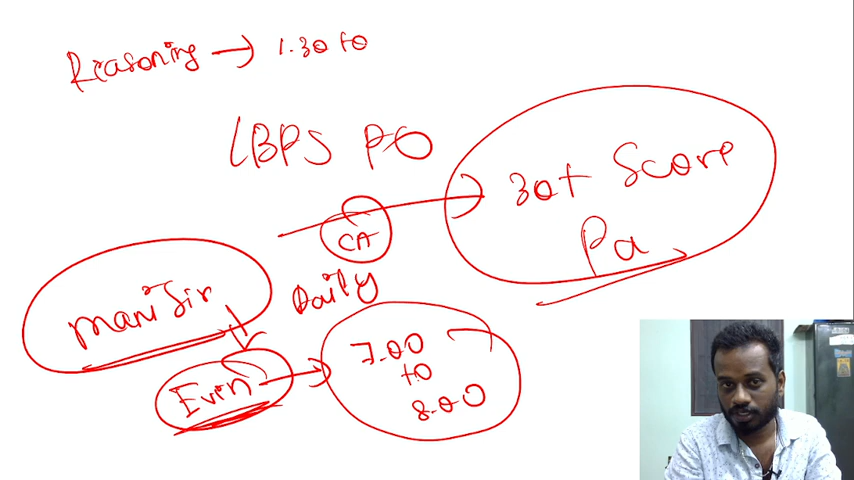 Reasoning → 1.30 to
IBPS PO
30+ Score
CA
Pa
Mani Sir
Daily
Even
7.00
to
8.00